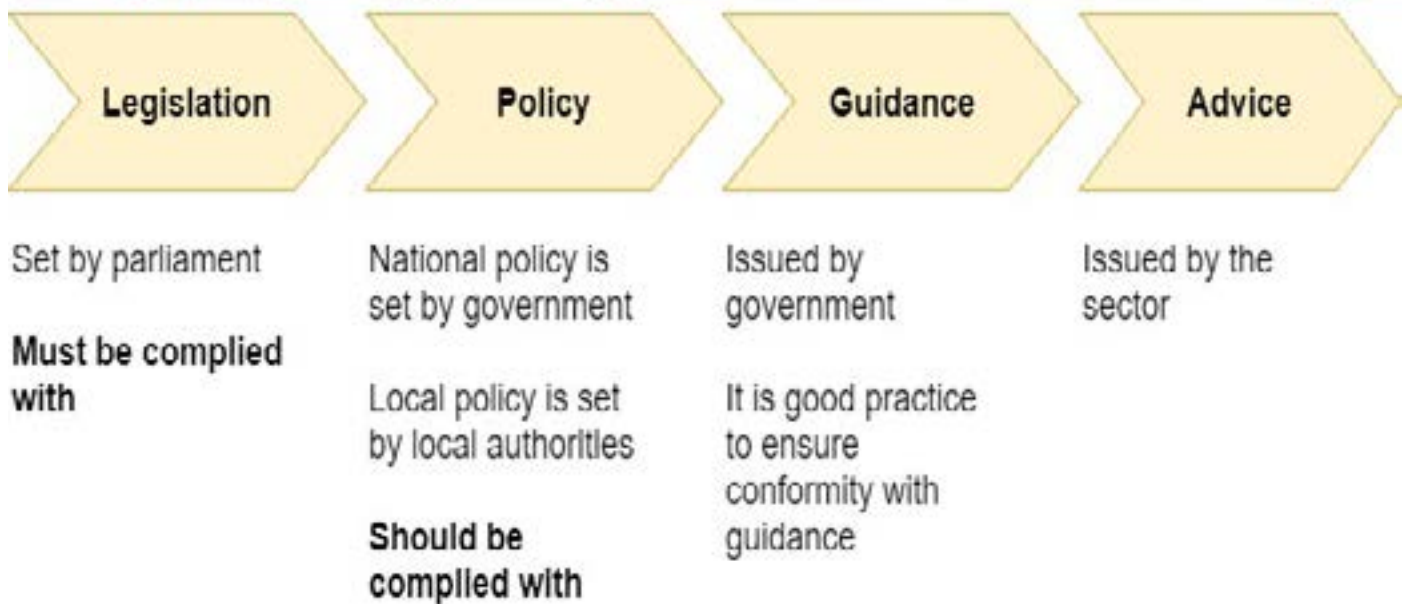 Legislation
Policy
Guidance
Advice
Set by parliament
Must be complied
with
National policy is
set by government
Local policy is set
by local authorities
Should be
complied with
Issued by
government
It is good practice
to ensure
conformity with
guidance
Issued by the
sector